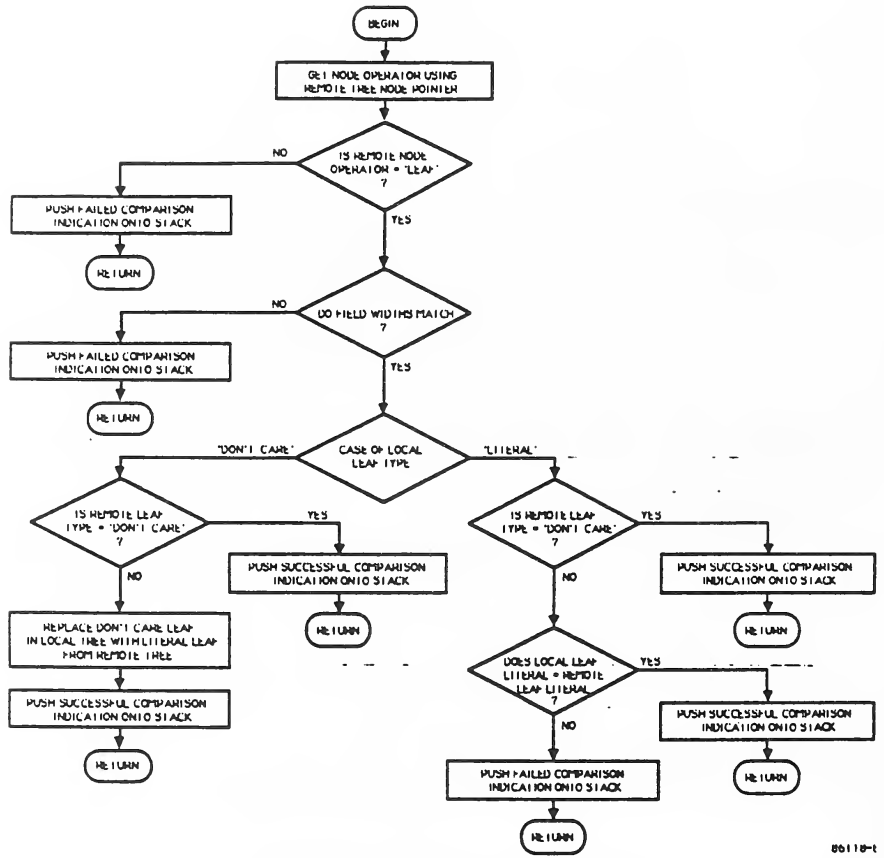 BEGIN
GET NODE OPERATOR USING
REMOTE TREE NODE POINTER
IS REMOTE NODE
OPERATOR = "LEAF"
?
NO
YES
PUSH FAILED COMPARISON
INDICATION ONTO STACK
RETURN
DO FIELD WIDTHS MATCH
?
NO
YES
PUSH FAILED COMPARISON
INDICATION ONTO STACK
RETURN
CASE OF LOCAL
LEAF TYPE
"DON'T CARE"
"LITERAL"
IS REMOTE LEAF
TYPE = "DON'T CARE"
?
YES
NO
PUSH SUCCESSFUL COMPARISON
INDICATION ONTO STACK
RETURN
REPLACE DON'T CARE LEAF
IN LOCAL TREE WITH LITERAL LEAF
FROM REMOTE TREE
PUSH SUCCESSFUL COMPARISON
INDICATION ONTO STACK
RETURN
IS REMOTE LEAF
TYPE = "DON'T CARE"
?
YES
NO
PUSH SUCCESSFUL COMPARISON
INDICATION ONTO STACK
RETURN
DOES LOCAL LEAF
LITERAL = REMOTE
LEAF LITERAL
?
YES
NO
PUSH SUCCESSFUL COMPARISON
INDICATION ONTO STACK
RETURN
PUSH FAILED COMPARISON
INDICATION ONTO STACK
RETURN